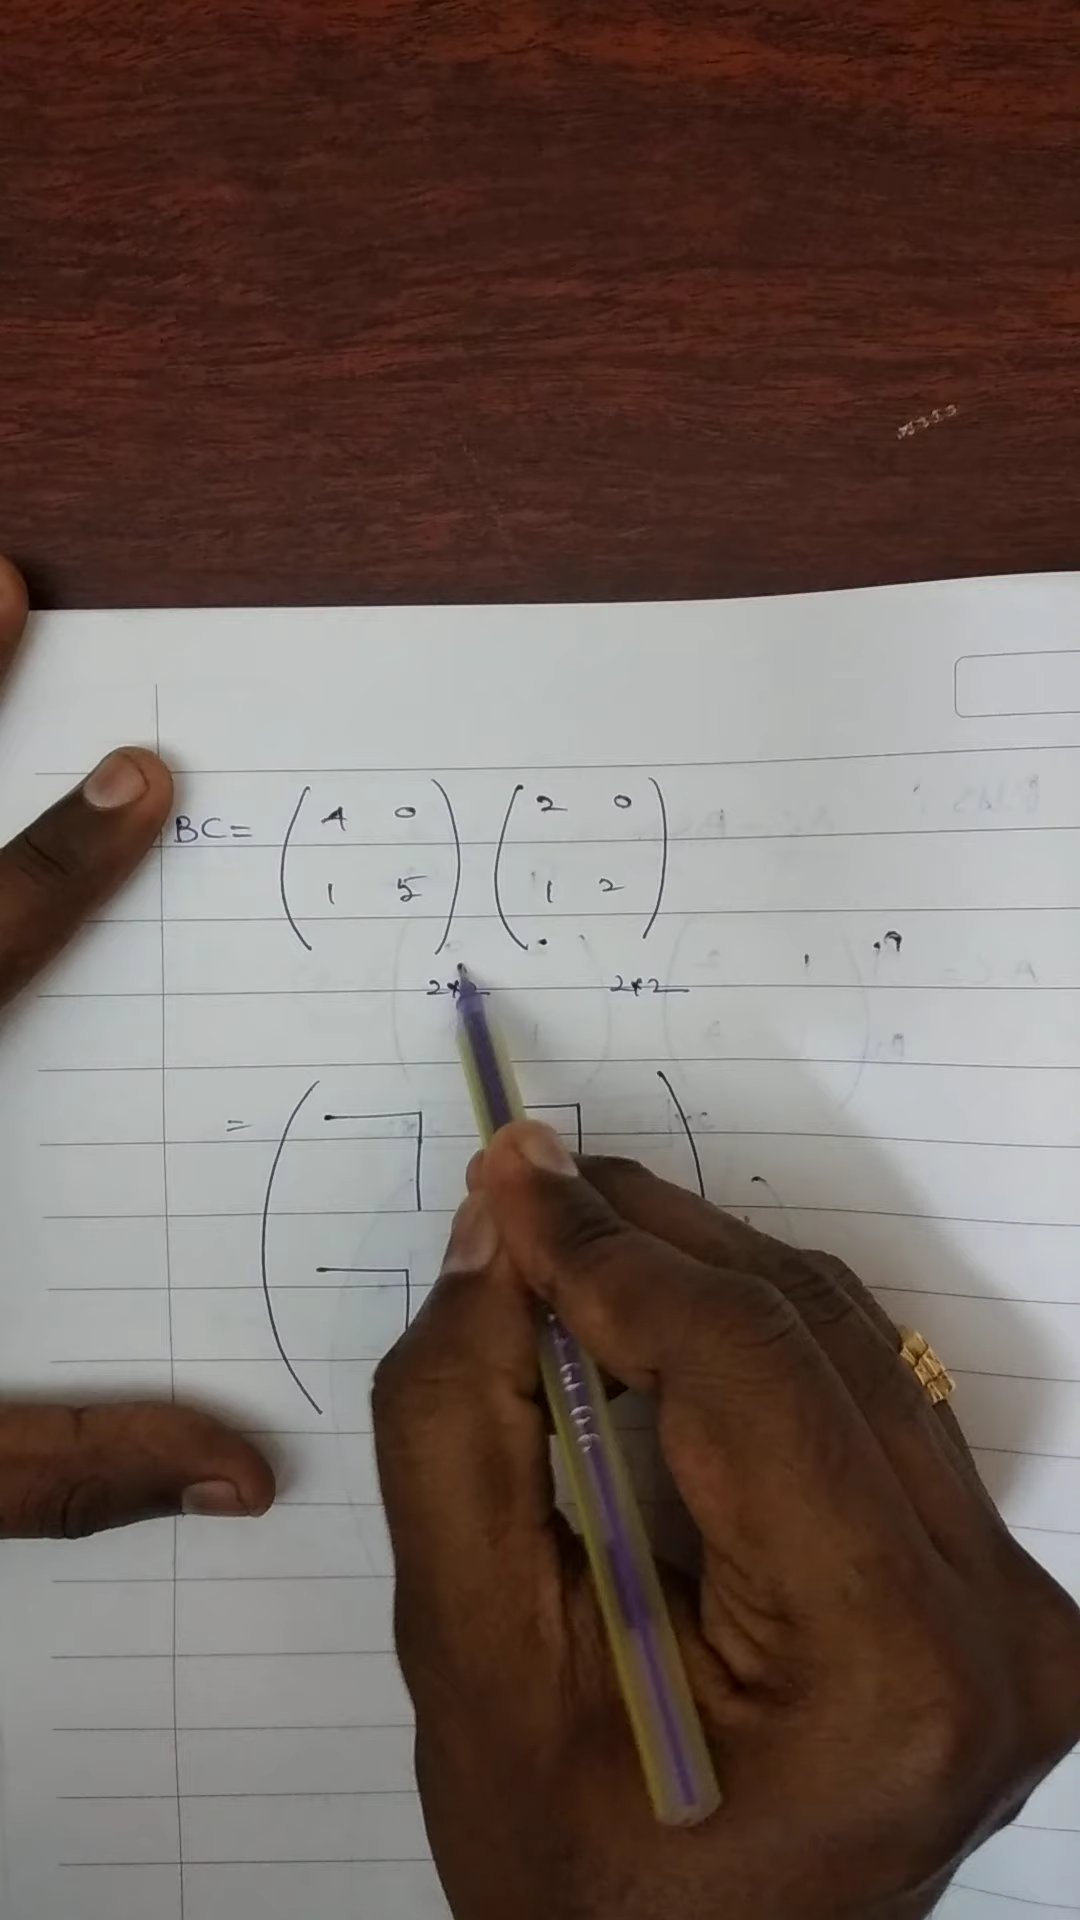 BC = ( 4 0 ) ( 2 0 )
( 1 5 ) ( 1 2 )
2*2 2*2
= (